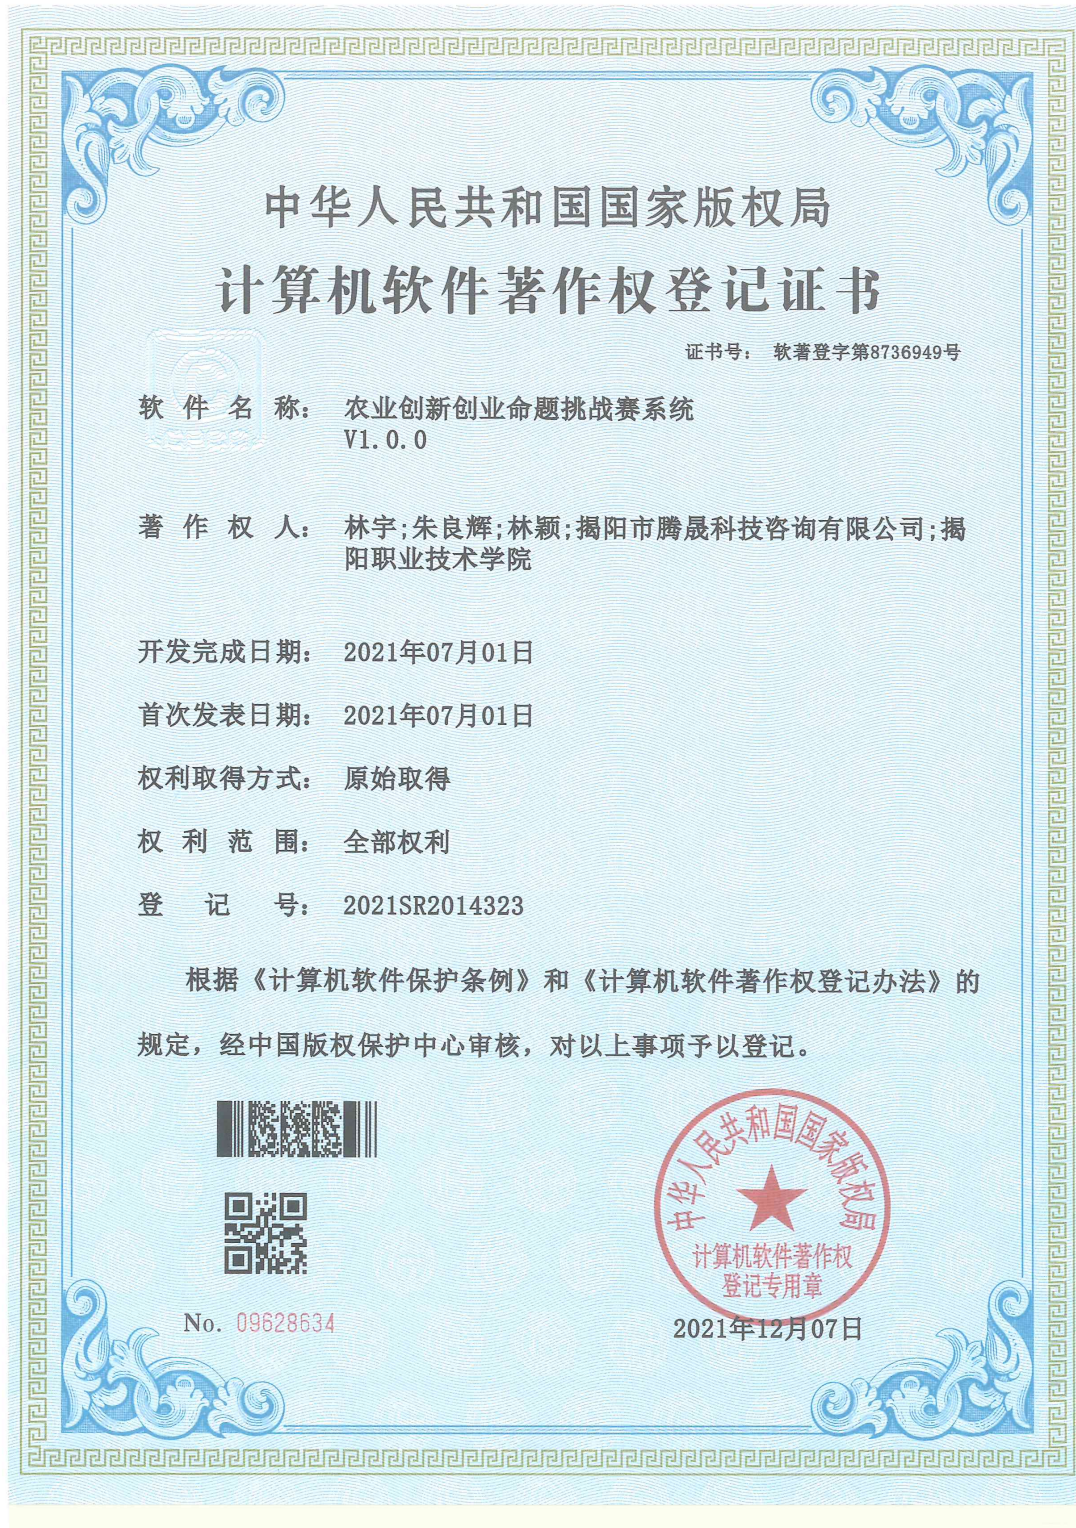 中华人民共和国国家版权局
计算机软件著作权登记证书
证书号： 软著登字第8736949号
软件名称： 农业创新创业命题挑战赛系统
V1.0.0
著作权人： 林宇;朱良辉;林颖;揭阳市腾晟科技咨询有限公司;揭
阳职业技术学院
开发完成日期： 2021年07月01日
首次发表日期： 2021年07月01日
权利取得方式： 原始取得
权利范围： 全部权利
登记号： 2021SR2014323
根据《计算机软件保护条例》和《计算机软件著作权登记办法》的
规定，经中国版权保护中心审核，对以上事项予以登记。
中华人民共和国国家版权局
计算机软件著作权
登记专用章
No. 09628634
2021年12月07日